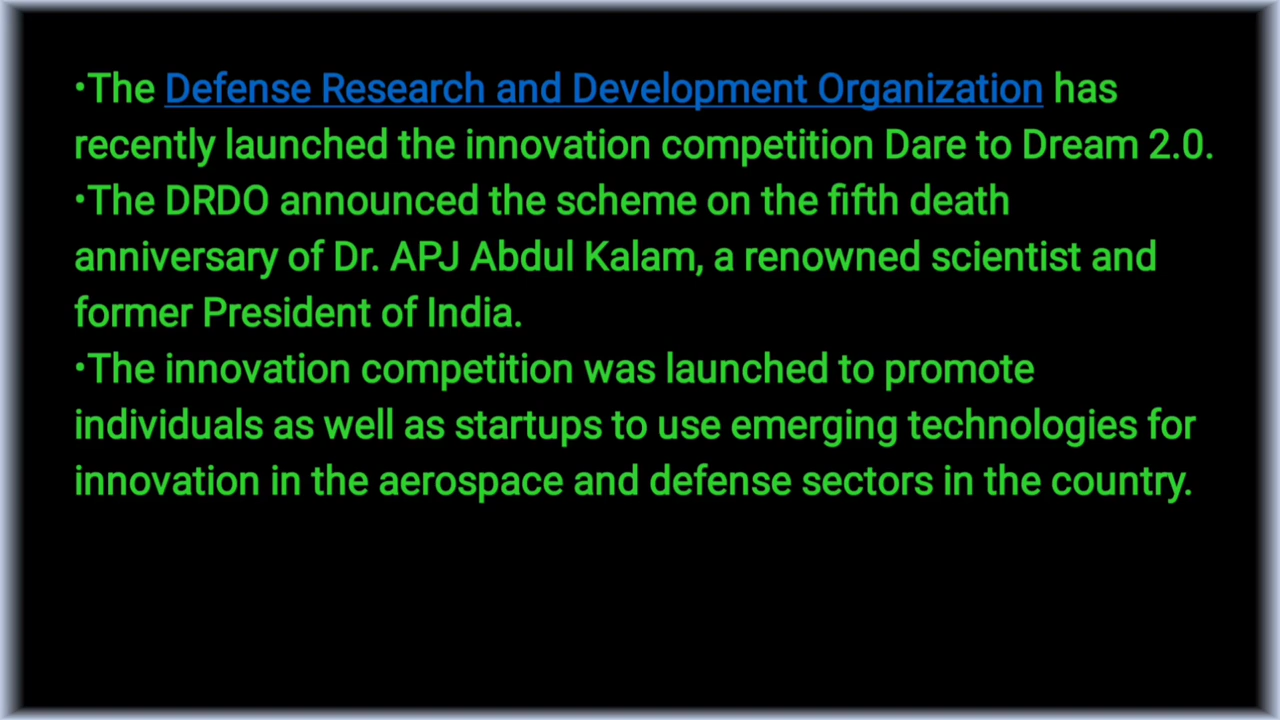 •The Defense Research and Development Organization has
recently launched the innovation competition Dare to Dream 2.0.
•The DRDO announced the scheme on the fifth death
anniversary of Dr. APJ Abdul Kalam, a renowned scientist and
former President of India.
•The innovation competition was launched to promote
individuals as well as startups to use emerging technologies for
innovation in the aerospace and defense sectors in the country.